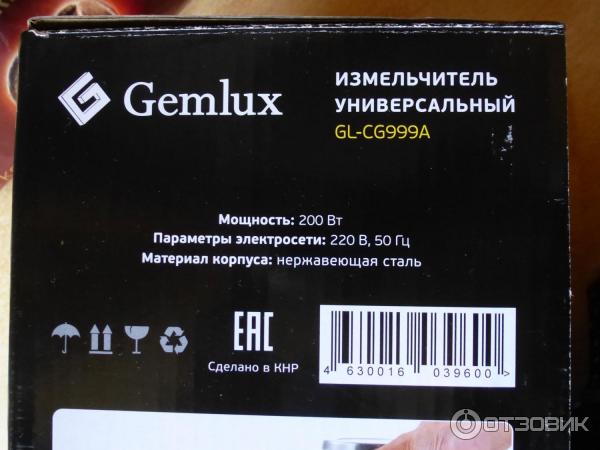 Gemlux
ИЗМЕЛЬЧИТЕЛЬ
УНИВЕРСАЛЬНЫЙ
GL-CG999A
Мощность: 200 Вт
Параметры электросети: 220 В, 50 Гц
Материал корпуса: нержавеющая сталь
EAC
Сделано в КНР
4 630016 039600 >
ОТЗОВИК